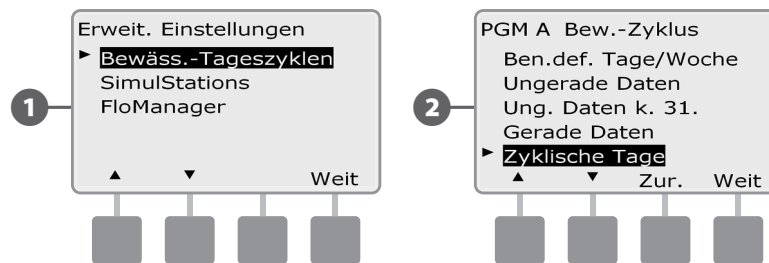 Erweit. Einstellungen
► Bewäss.-Tageszyklen
SimulStations
FloManager
▲ ▼ Weit
1
PGM A Bew.-Zyklus
Ben.def. Tage/Woche
Ungerade Daten
Ung. Daten k. 31.
Gerade Daten
► Zyklische Tage
▲ ▼ Zur. Weit
2